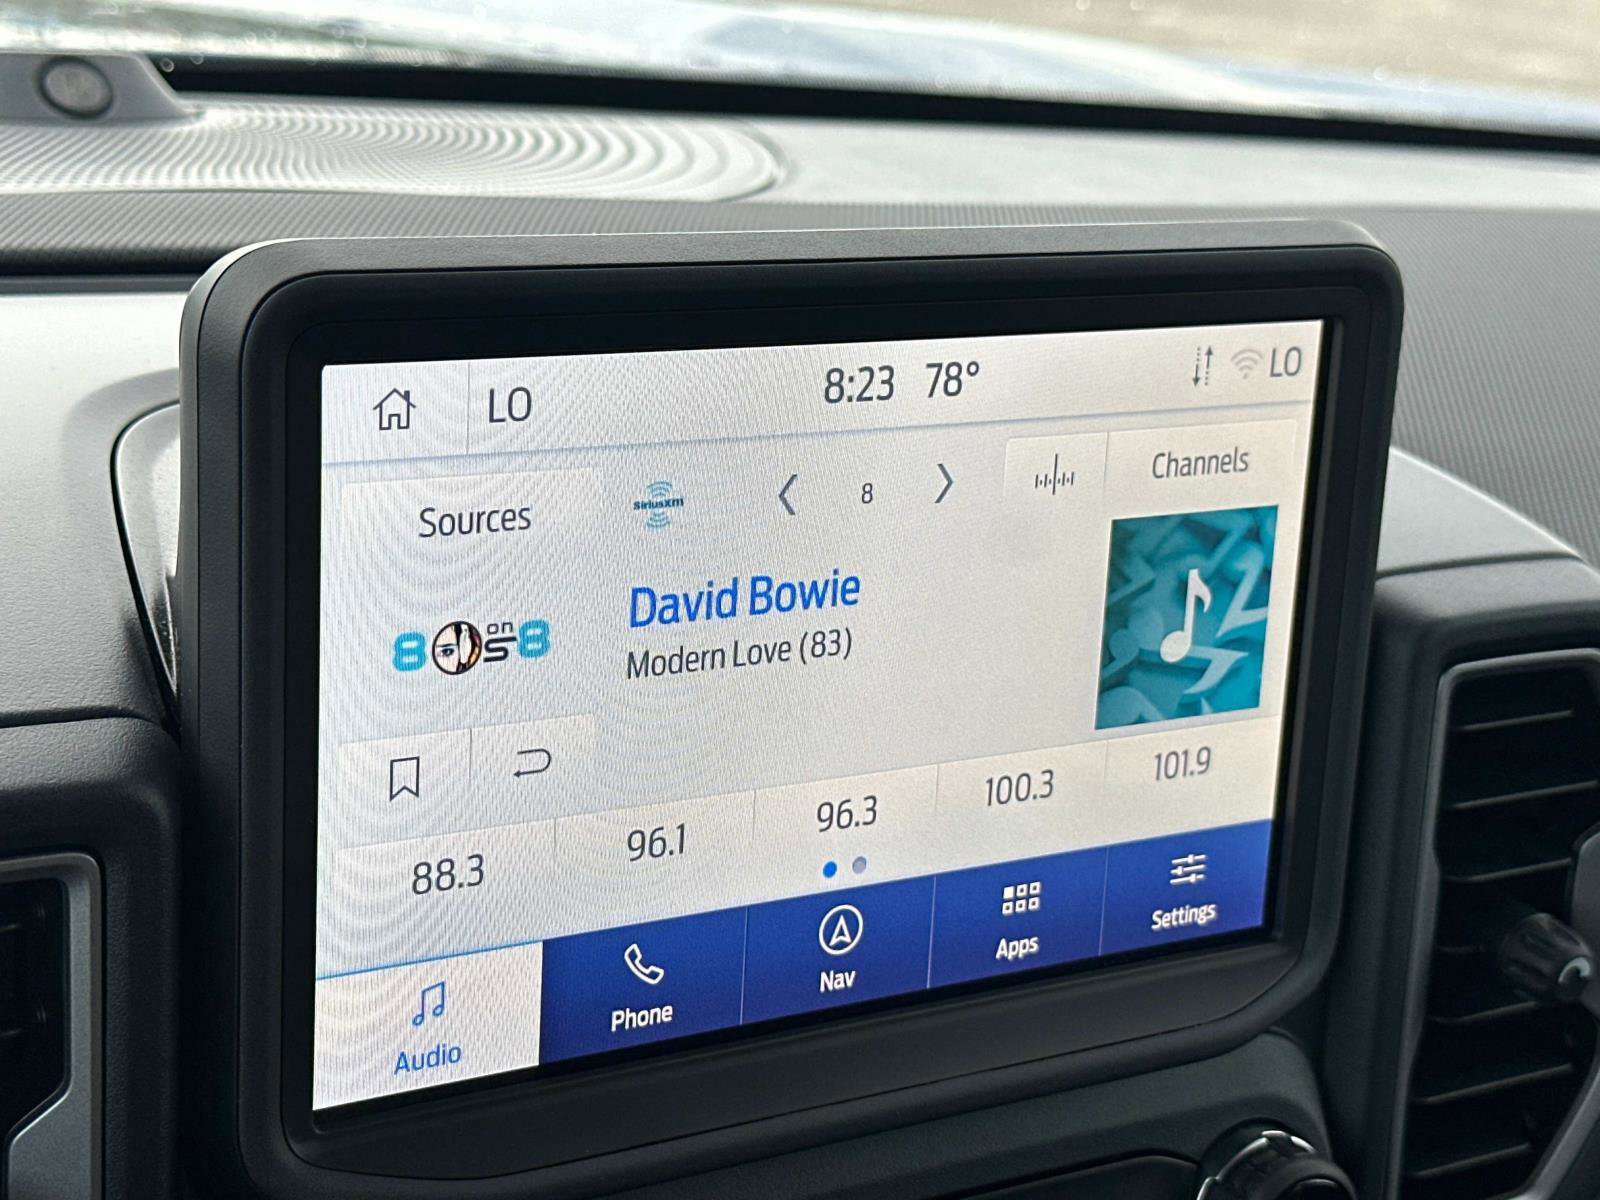 LO 8:23 78° LO
Sources
SiriusXM
8
Channels
80s on 8
David Bowie
Modern Love (83)
88.3 96.1 96.3 100.3 101.9
Audio Phone Nav Apps Settings